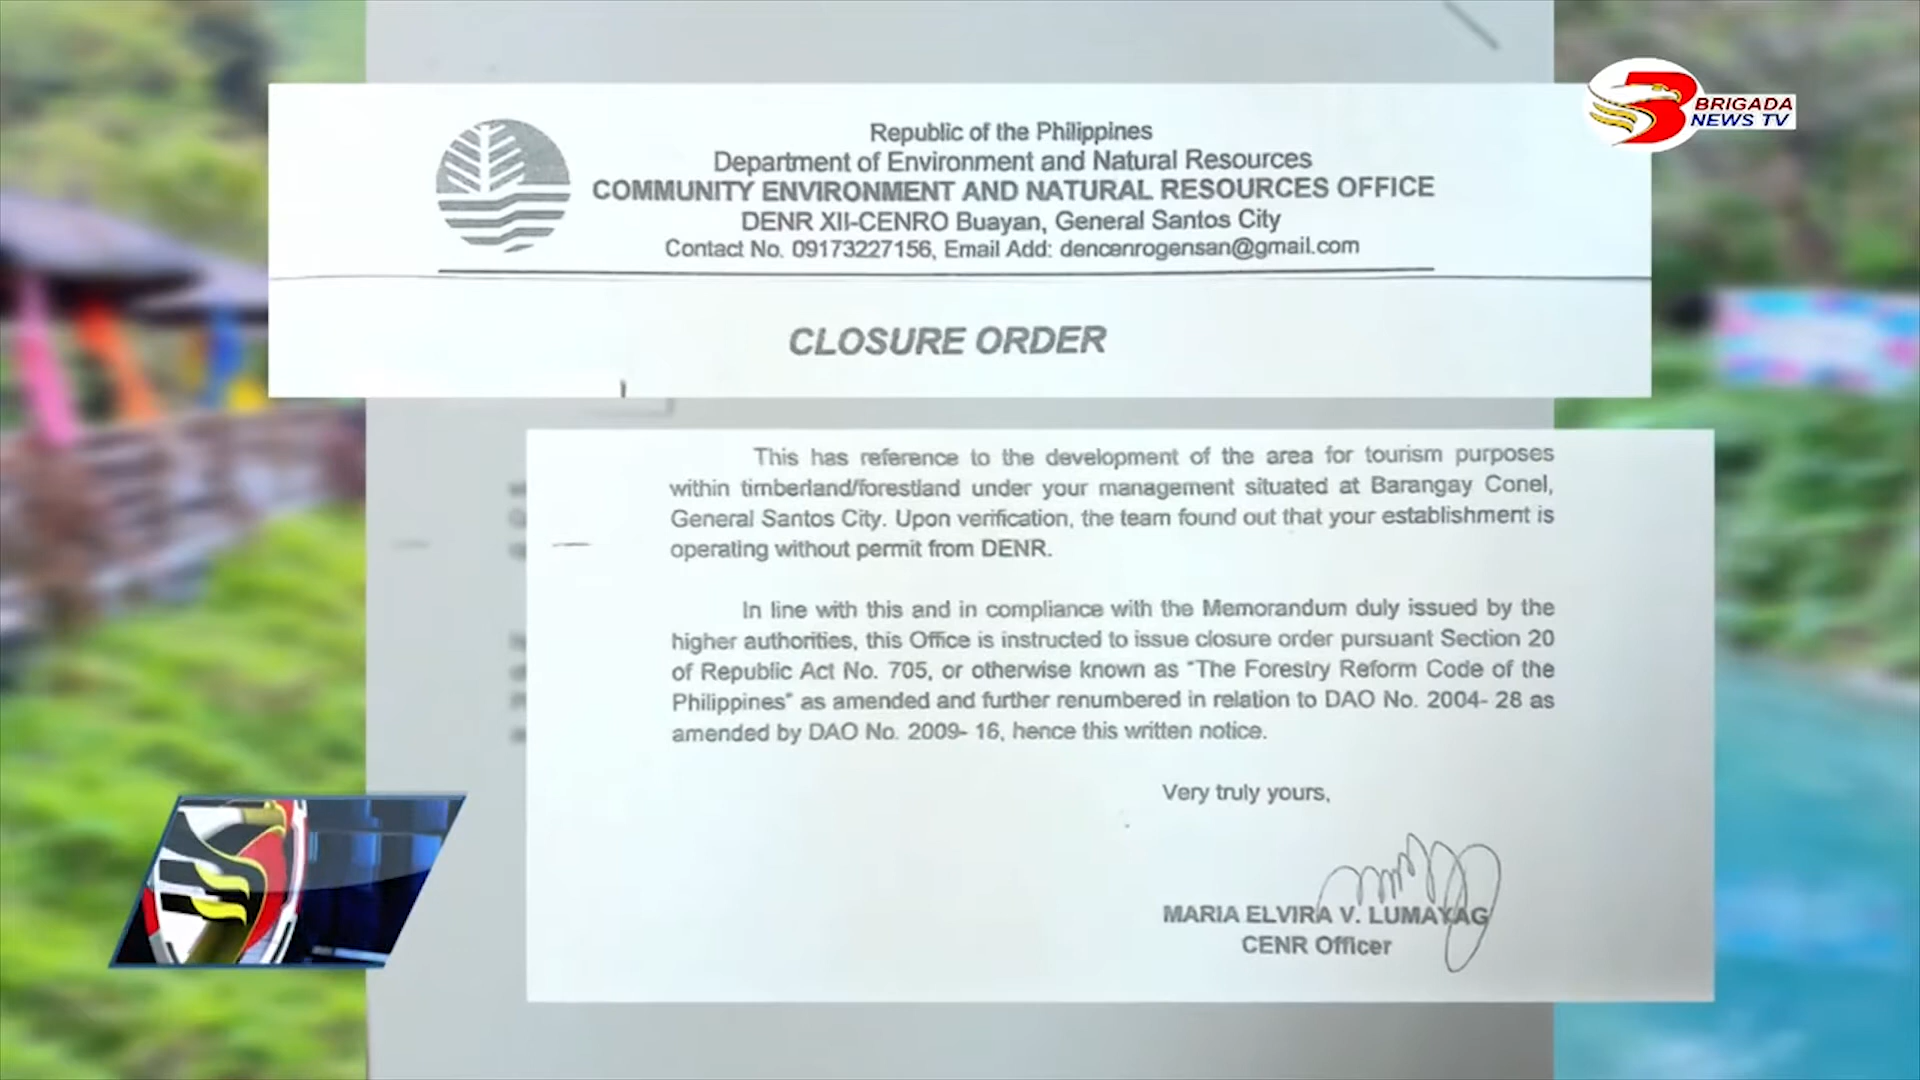 BRIGADA
NEWS TV
Republic of the Philippines
Department of Environment and Natural Resources
COMMUNITY ENVIRONMENT AND NATURAL RESOURCES OFFICE
DENR XII-CENRO Buayan, General Santos City
Contact No. 09173227156, Email Add: dencenrogensan@gmail.com
CLOSURE ORDER
This has reference to the development of the area for tourism purposes
within timberland/forestland under your management situated at Barangay Conel,
General Santos City. Upon verification, the team found out that your establishment is
operating without permit from DENR.
In line with this and in compliance with the Memorandum duly issued by the
higher authorities, this Office is instructed to issue closure order pursuant Section 20
of Republic Act No. 705, or otherwise known as "The Forestry Reform Code of the
Philippines" as amended and further renumbered in relation to DAO No. 2004- 28 as
amended by DAO No. 2009- 16, hence this written notice.
Very truly yours,
MARIA ELVIRA V. LUMAYAG
CENR Officer